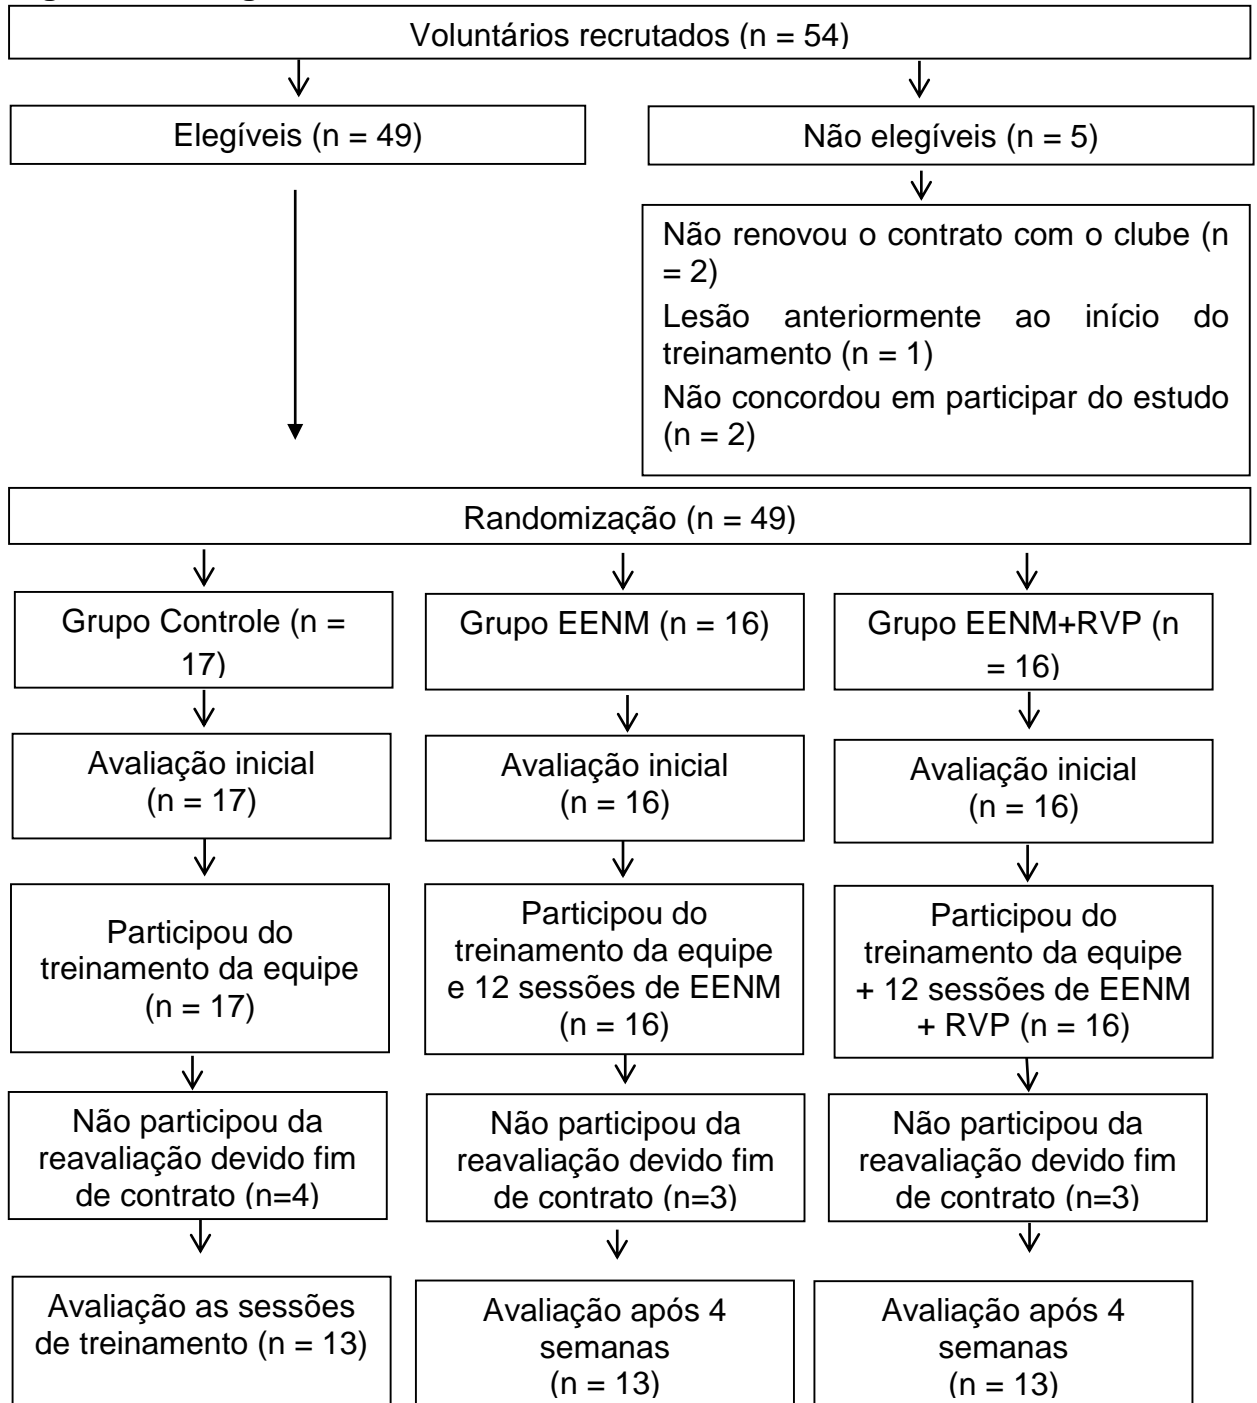 Voluntários recrutados (n = 54)
Elegíveis (n = 49)
Não elegíveis (n = 5)
Não renovou o contrato com o clube (n
= 2)
Lesão anteriormente ao início do
treinamento (n = 1)
Não concordou em participar do estudo
(n = 2)
Randomização (n = 49)
Grupo Controle (n =
17)
Grupo EENM (n = 16)
Grupo EENM+RVP (n
= 16)
Avaliação inicial
(n = 17)
Avaliação inicial
(n = 16)
Avaliação inicial
(n = 16)
Participou do
treinamento da equipe
(n = 17)
Participou do
treinamento da equipe
e 12 sessões de EENM
(n = 16)
Participou do
treinamento da equipe
+ 12 sessões de EENM
+ RVP (n = 16)
Não participou da
reavaliação devido fim
de contrato (n=4)
Não participou da
reavaliação devido fim
de contrato (n=3)
Não participou da
reavaliação devido fim
de contrato (n=3)
Avaliação as sessões
de treinamento (n = 13)
Avaliação após 4
semanas
(n = 13)
Avaliação após 4
semanas
(n = 13)